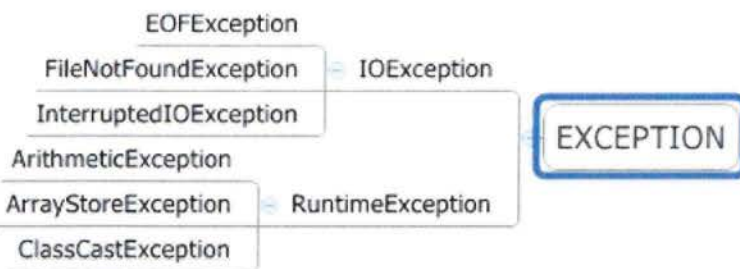 EOFException
FileNotFoundException
IOException
InterruptedIOException
EXCEPTION
ArithmeticException
ArrayStoreException
RuntimeException
ClassCastException